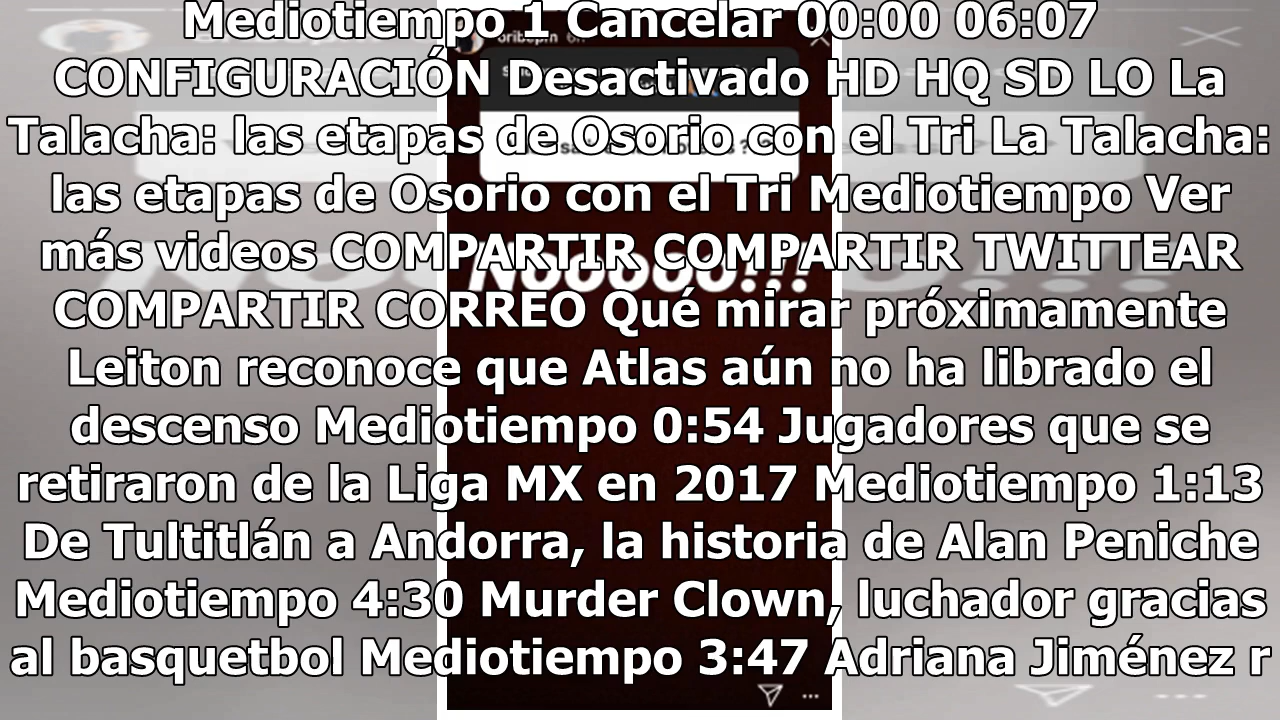 Mediotiempo 1 Cancelar 00:00 06:07
CONFIGURACIÓN Desactivado HD HQ SD LO La
Talacha: las etapas de Osorio con el Tri La Talacha:
las etapas de Osorio con el Tri Mediotiempo Ver
más videos COMPARTIR COMPARTIR TWITTEAR
COMPARTIR CORREO Qué mirar próximamente
Leiton reconoce que Atlas aún no ha librado el
descenso Mediotiempo 0:54 Jugadores que se
retiraron de la Liga MX en 2017 Mediotiempo 1:13
De Tultitlán a Andorra, la historia de Alan Peniche
Mediotiempo 4:30 Murder Clown, luchador gracias
al basquetbol Mediotiempo 3:47 Adriana Jiménez r
oribepm 6h
Nooooo!!!